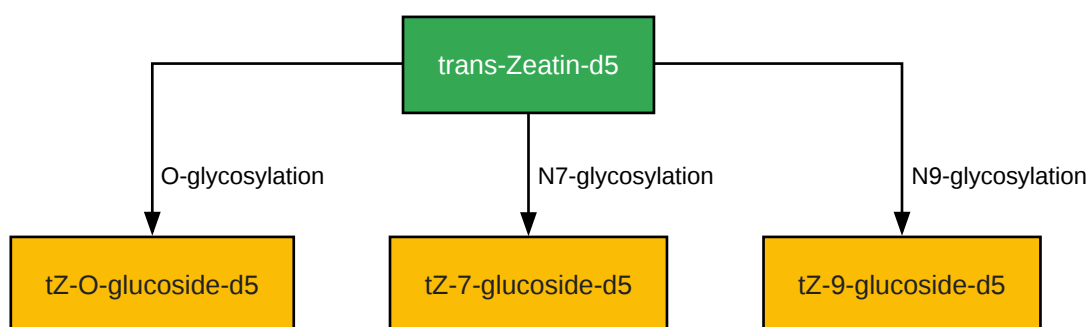 trans-Zeatin-d5
O-glycosylation
N7-glycosylation
N9-glycosylation
tZ-O-glucoside-d5
tZ-7-glucoside-d5
tZ-9-glucoside-d5